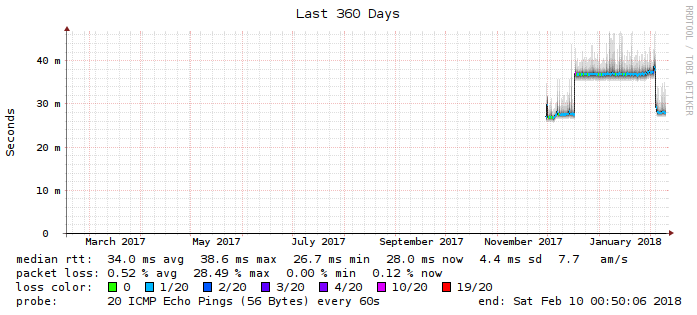 Last 360 Days
RRDTOOL / TOBI OETIKER
Seconds
40 m
30 m
20 m
10 m
0
March 2017 May 2017 July 2017 September 2017 November 2017 January 2018
median rtt: 34.0 ms avg 38.6 ms max 26.7 ms min 28.0 ms now 4.4 ms sd 7.7 am/s
packet loss: 0.52 % avg 28.49 % max 0.00 % min 0.12 % now
loss color: 0 1/20 2/20 3/20 4/20 10/20 19/20
probe: 20 ICMP Echo Pings (56 Bytes) every 60s end: Sat Feb 10 00:50:06 2018